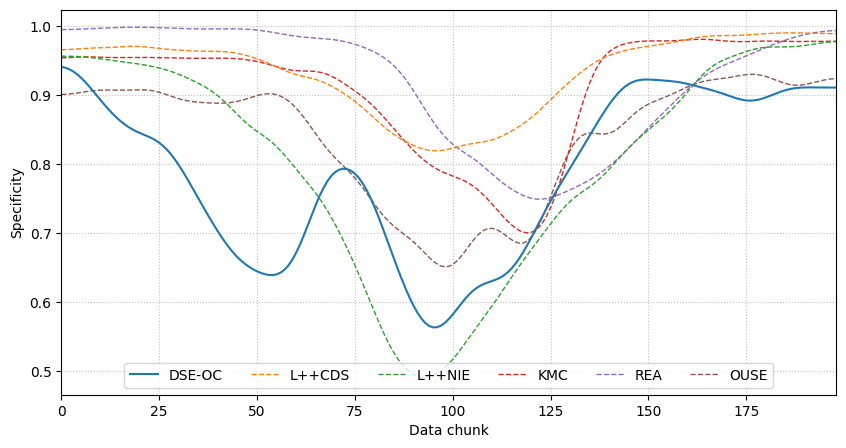 1.0
0.9
0.8
0.7
0.6
0.5
Specificity
DSE-OC L++CDS L++NIE KMC REA OUSE
0 25 50 75 100 125 150 175
Data chunk